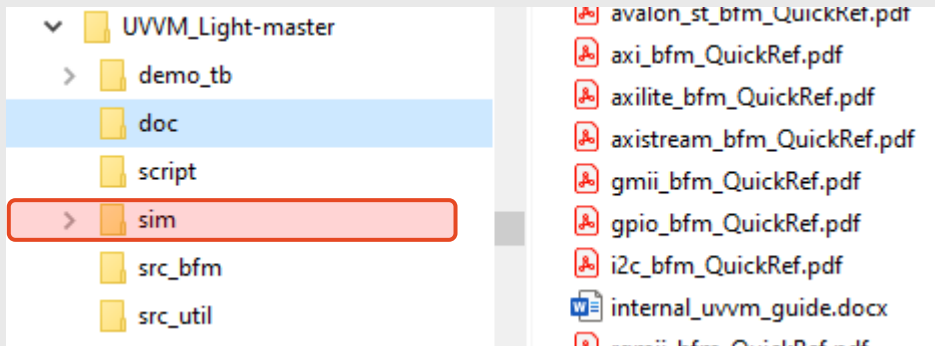 UVVM_Light-master
demo_tb
doc
script
sim
src_bfm
src_util
avalon_st_bfm_QuickRef.pdf
axi_bfm_QuickRef.pdf
axilite_bfm_QuickRef.pdf
axistream_bfm_QuickRef.pdf
gmii_bfm_QuickRef.pdf
gpio_bfm_QuickRef.pdf
i2c_bfm_QuickRef.pdf
internal_uvvm_guide.docx